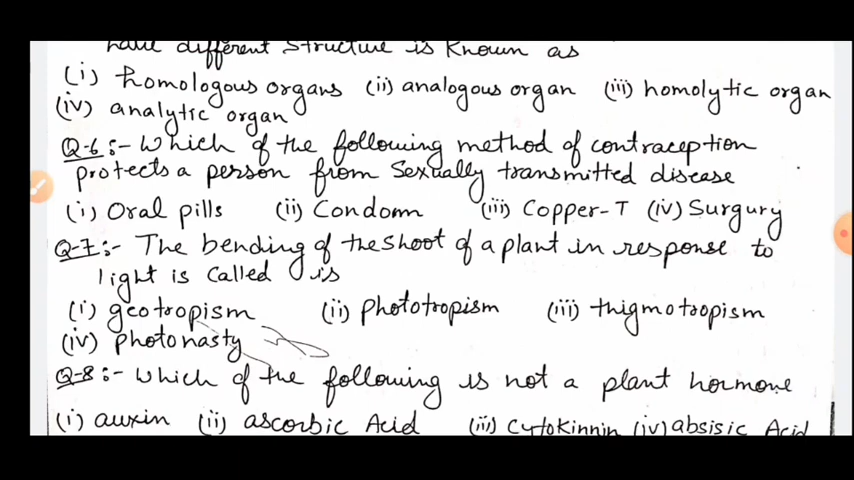 have different structure is known as
(i) homologous organs (ii) analogous organ (iii) homolytic organ
(iv) analytic organ
Q-6:- Which of the following method of contraception
protects a person from sexually transmitted disease
(i) Oral pills (ii) Condom (iii) Copper-T (iv) Surgury
Q-7:- The bending of the shoot of a plant in response to
light is called is
(i) geotropism (ii) phototropism (iii) thigmotropism
(iv) photonasty
Q-8:- Which of the following is not a plant hormone
(i) auxin (ii) ascorbic Acid (iii) Cytokinnin (iv) absisic Acid